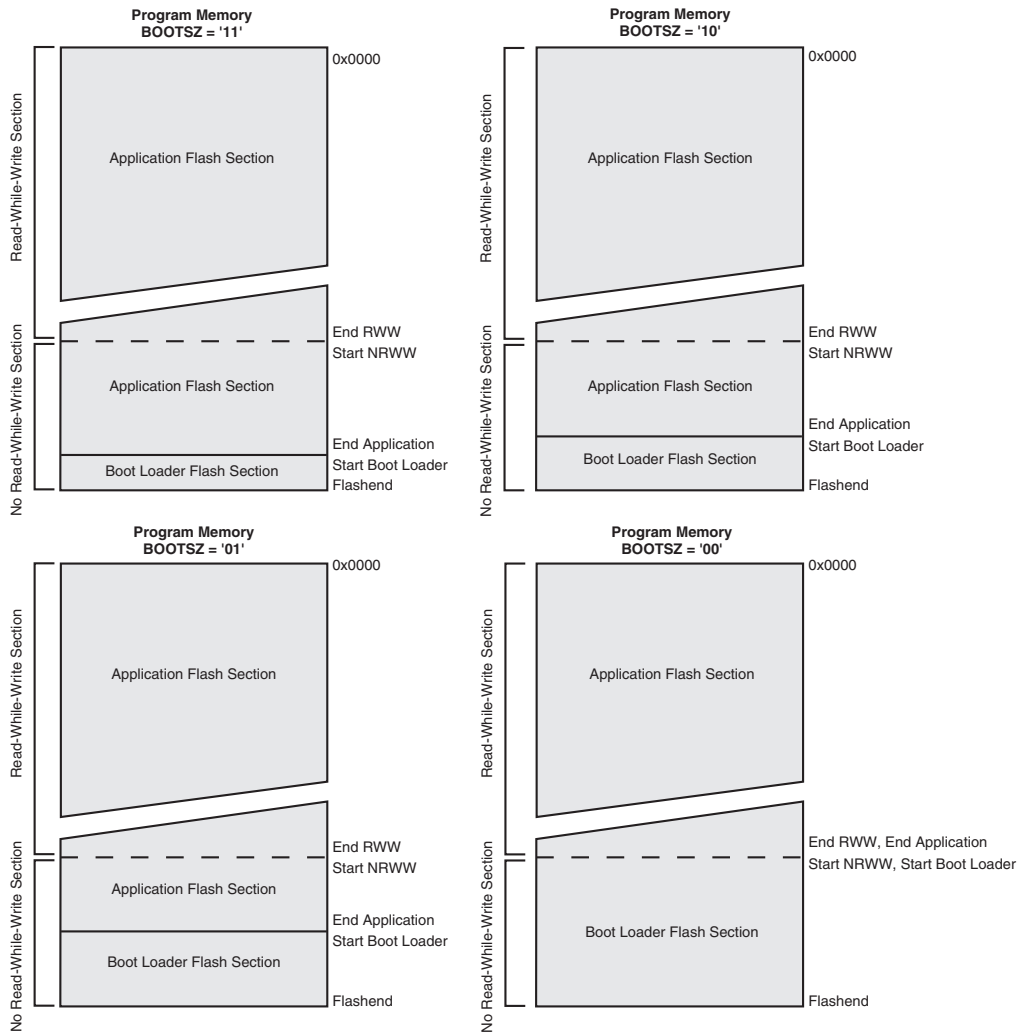 Program Memory
BOOTSZ = '11'
0x0000
Read-While-Write Section
Application Flash Section
End RWW
Start NRWW
No Read-While-Write Section
Application Flash Section
End Application
Start Boot Loader
Boot Loader Flash Section
Flashend
Program Memory
BOOTSZ = '10'
0x0000
Read-While-Write Section
Application Flash Section
End RWW
Start NRWW
No Read-While-Write Section
Application Flash Section
End Application
Start Boot Loader
Boot Loader Flash Section
Flashend
Program Memory
BOOTSZ = '01'
0x0000
Read-While-Write Section
Application Flash Section
End RWW
Start NRWW
No Read-While-Write Section
Application Flash Section
End Application
Start Boot Loader
Boot Loader Flash Section
Flashend
Program Memory
BOOTSZ = '00'
0x0000
Read-While-Write Section
Application Flash Section
End RWW, End Application
Start NRWW, Start Boot Loader
No Read-While-Write Section
Boot Loader Flash Section
Flashend